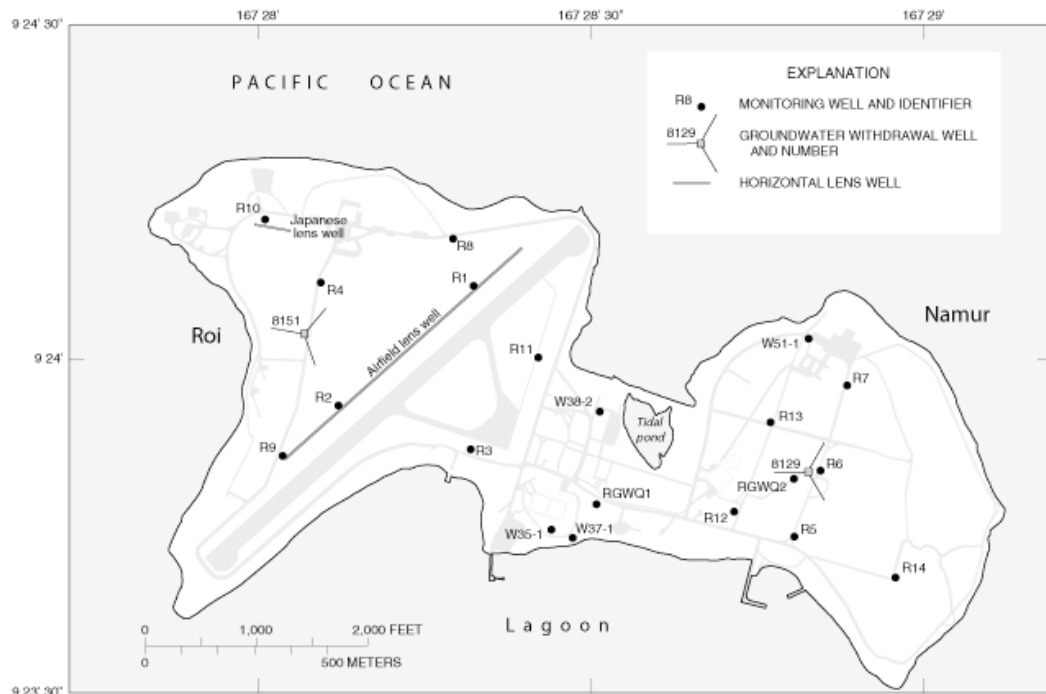 167 28'
167 28' 30"
167 29'
9 24' 30"
PACIFIC OCEAN
EXPLANATION
R8
MONITORING WELL AND IDENTIFIER
8129
GROUNDWATER WITHDRAWAL WELL
AND NUMBER
HORIZONTAL LENS WELL
R10
Japanese
lens well
R8
R1
R4
8151
Roi
Airfield lens well
Namur
W51-1
9 24'
R11
R7
R2
W38-2
Tidal
pond
R13
R9
R3
8129
R6
RGWQ2
RGWQ1
R12
W35-1
W37-1
R5
R14
Lagoon
0
1,000
2,000 FEET
0
500 METERS
9 23' 30"